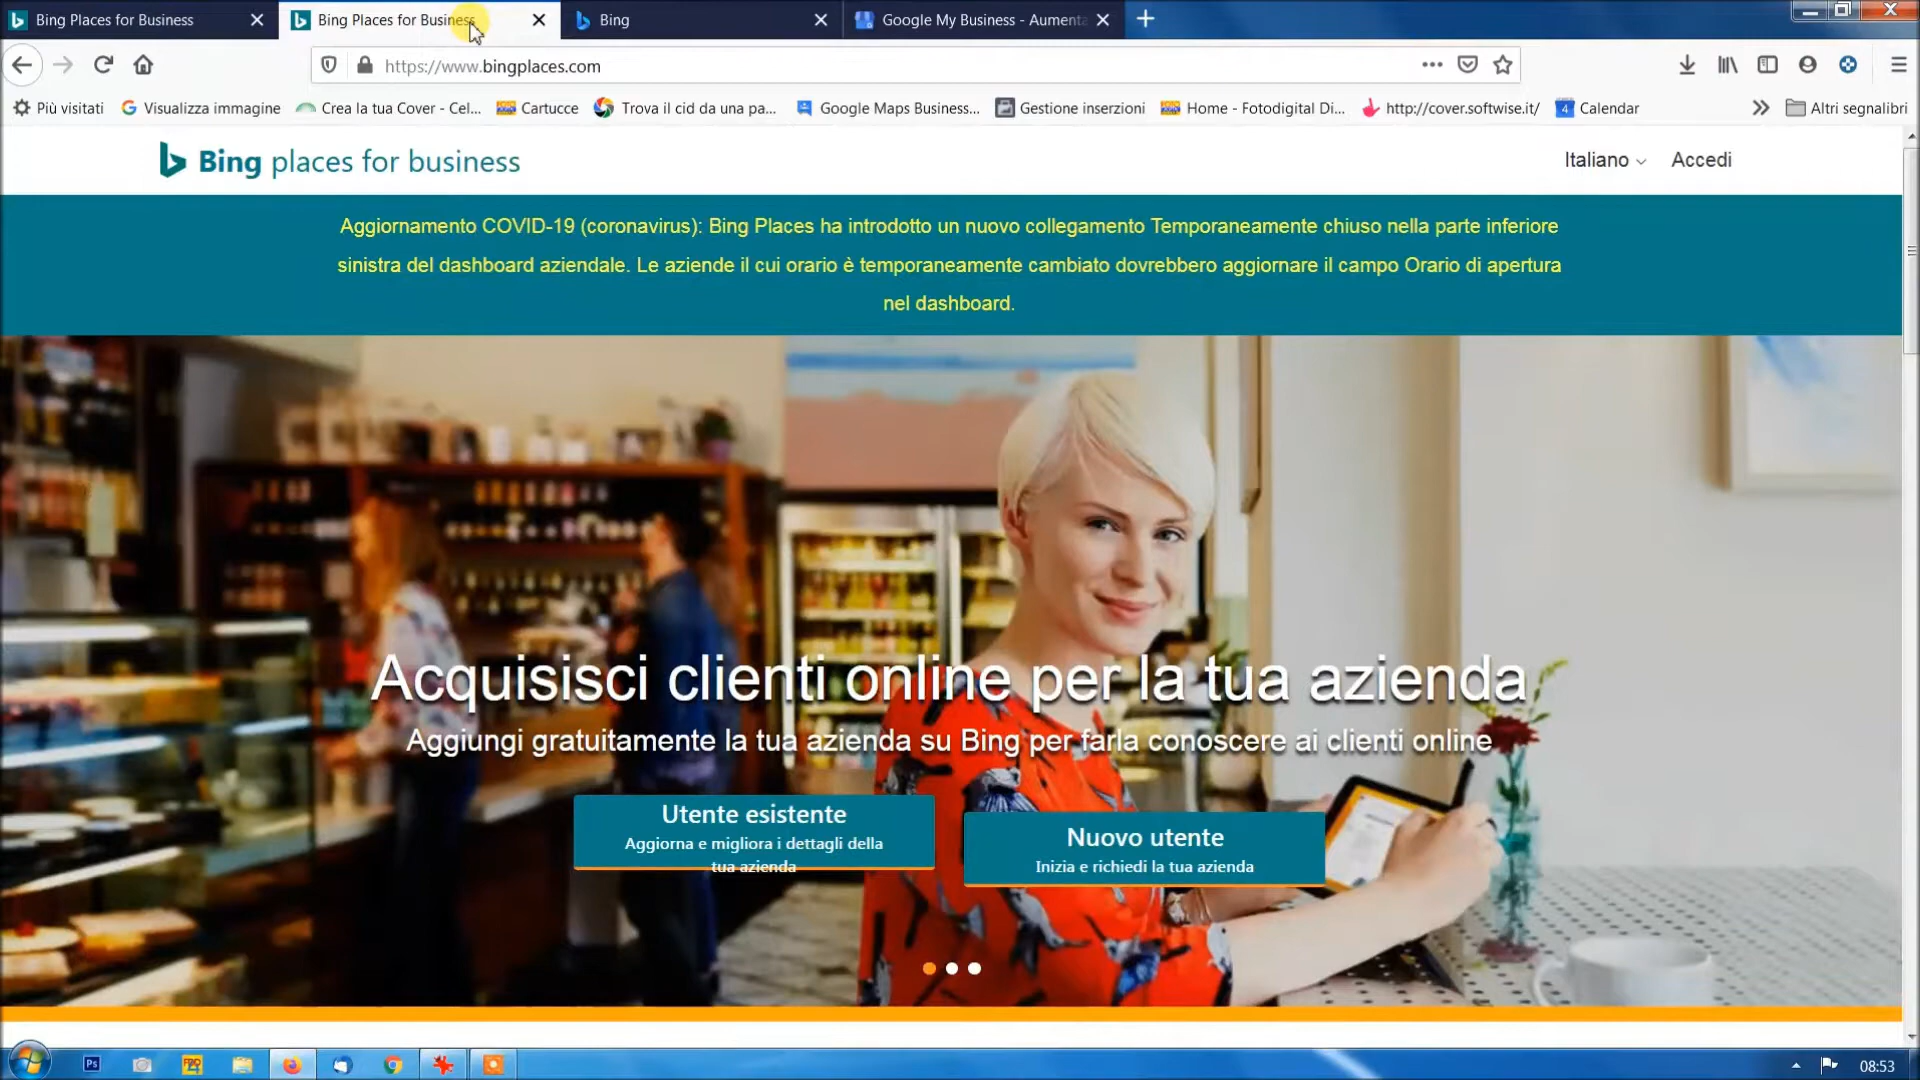 Bing Places for Business
Bing Places for Business
Bing
Google My Business - Aumenta
https://www.bingplaces.com
Più visitati
Visualizza immagine
Crea la tua Cover - Cel...
Cartucce
Trova il cid da una pa...
Google Maps Business...
Gestione inserzioni
Home - Fotodigital Di...
http://cover.softwise.it/
4
Calendar
Altri segnalibri
Bing places for business
Italiano
Accedi
Aggiornamento COVID-19 (coronavirus): Bing Places ha introdotto un nuovo collegamento Temporaneamente chiuso nella parte inferiore
sinistra del dashboard aziendale. Le aziende il cui orario è temporaneamente cambiato dovrebbero aggiornare il campo Orario di apertura
nel dashboard.
Acquisisci clienti online per la tua azienda
Aggiungi gratuitamente la tua azienda su Bing per farla conoscere ai clienti online
Utente esistente
Aggiorna e migliora i dettagli della
tua azienda
Nuovo utente
Inizia e richiedi la tua azienda
Ps
08:53